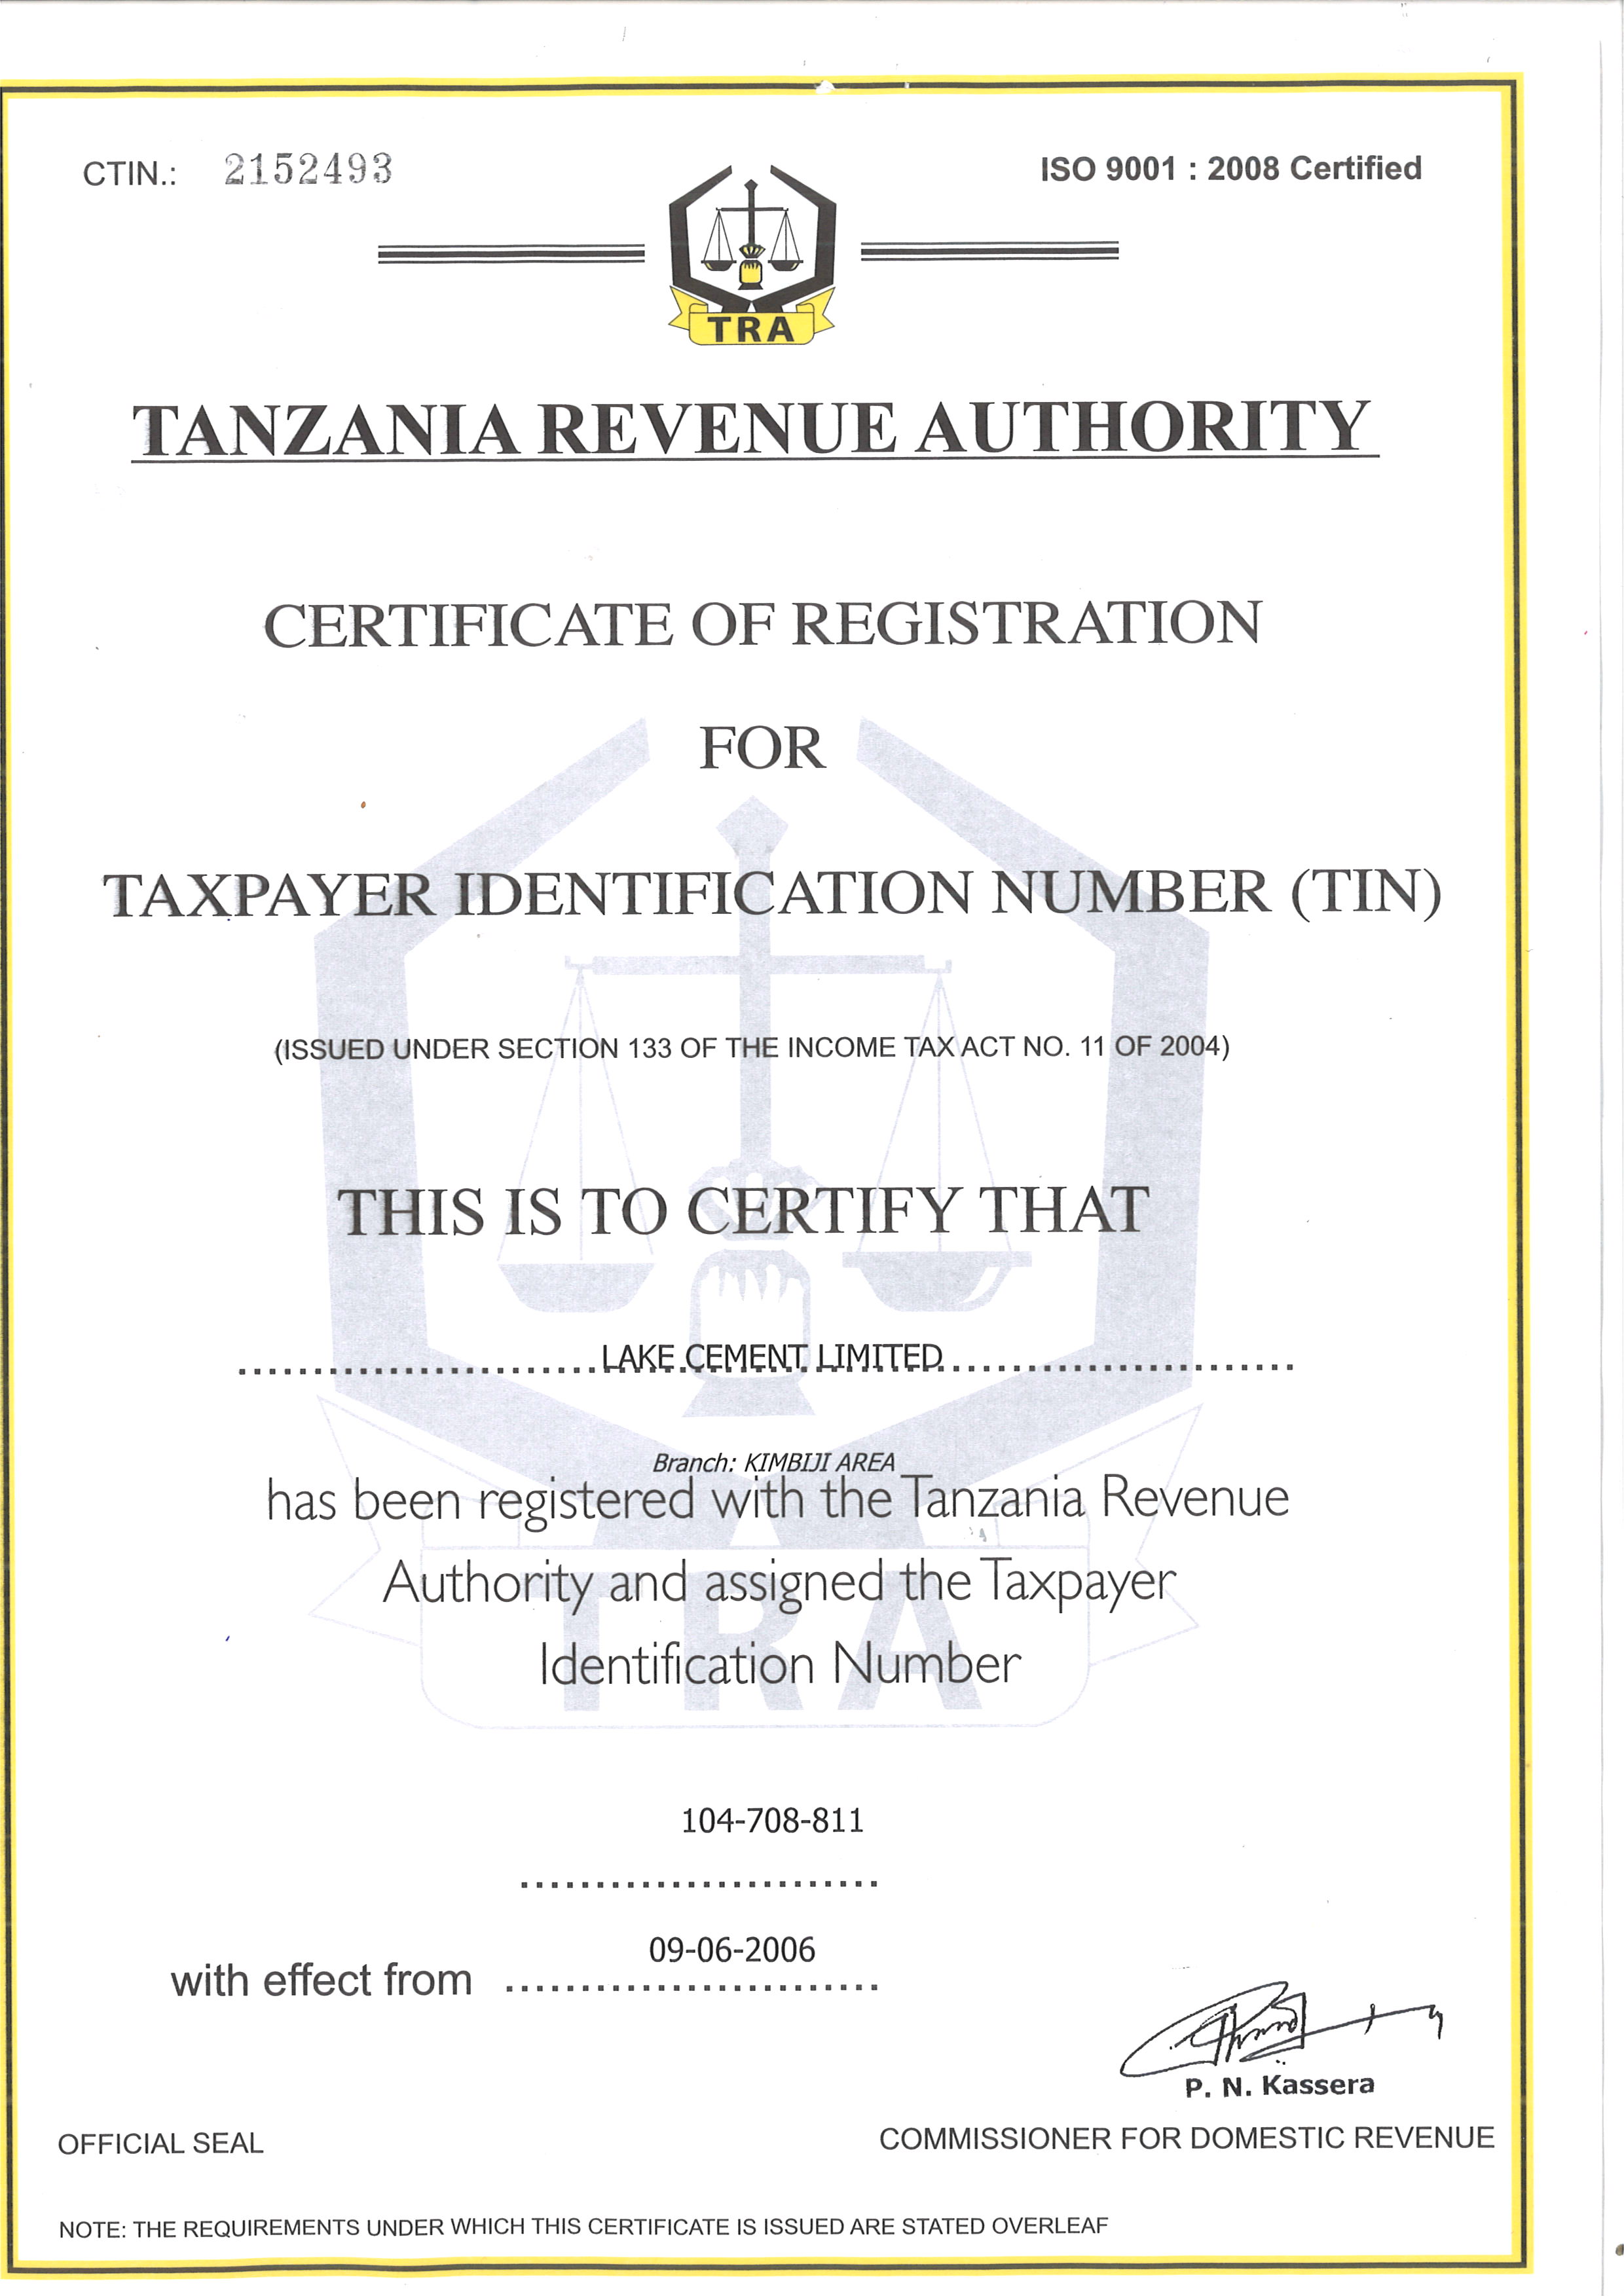 CTIN.: 2152493
ISO 9001 : 2008 Certified
TRA
TANZANIA REVENUE AUTHORITY
CERTIFICATE OF REGISTRATION
FOR
TAXPAYER IDENTIFICATION NUMBER (TIN)
(ISSUED UNDER SECTION 133 OF THE INCOME TAX ACT NO. 11 OF 2004)
THIS IS TO CERTIFY THAT
LAKE CEMENT LIMITED
Branch: KIMBIJI AREA
has been registered with the Tanzania Revenue
Authority and assigned the Taxpayer
Identification Number
TRA
104-708-811
09-06-2006
with effect from
P. N. Kassera
OFFICIAL SEAL
COMMISSIONER FOR DOMESTIC REVENUE
NOTE: THE REQUIREMENTS UNDER WHICH THIS CERTIFICATE IS ISSUED ARE STATED OVERLEAF